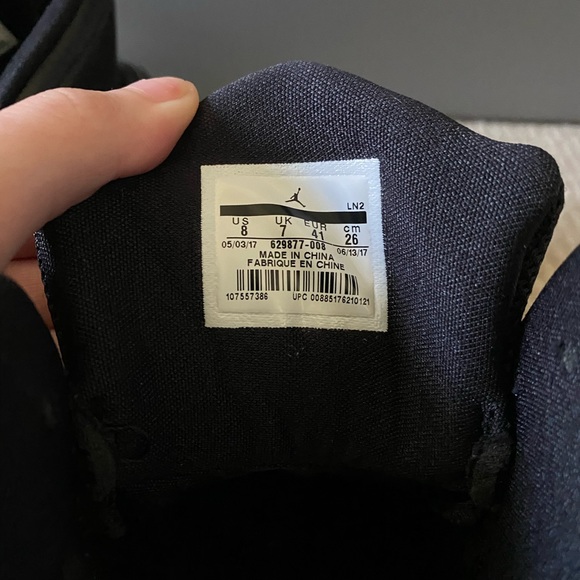 LN2
US UK EUR cm
8 7 41 26
05/03/17 629877-008 06/13/17
MADE IN CHINA
FABRIQUE EN CHINE
107557386 UPC 00885176210121